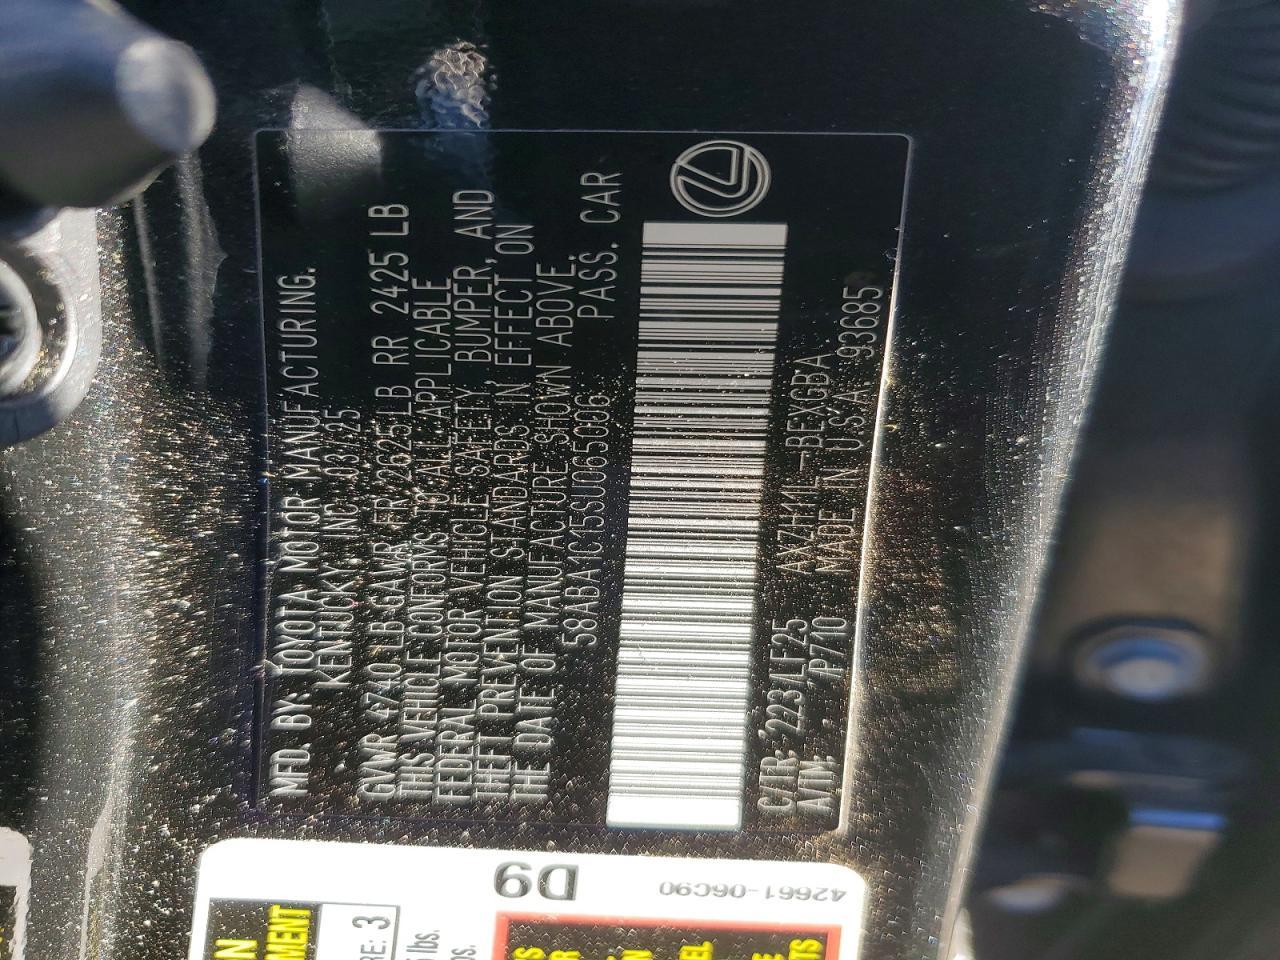 MFD. BY: TOYOTA MOTOR MANUFACTURING.
KENTUCKY, INC. 03/25
GVWR 4740 LB GAWR FR 2625 LB RR 2425 LB
THIS VEHICLE CONFORMS TO ALL APPLICABLE
FEDERAL MOTOR VEHICLE SAFETY, BUMPER, AND
THEFT PREVENTION STANDARDS IN EFFECT ON
THE DATE OF MANUFACTURE SHOWN ABOVE.
58ABA1C15SU065006 PASS. CAR
C/TR: 223/LF25 AXZH11L-BEXGBA
A/TM: /P710 MADE IN U.S.A. 93685
D9
42661-06C90
RE: 3